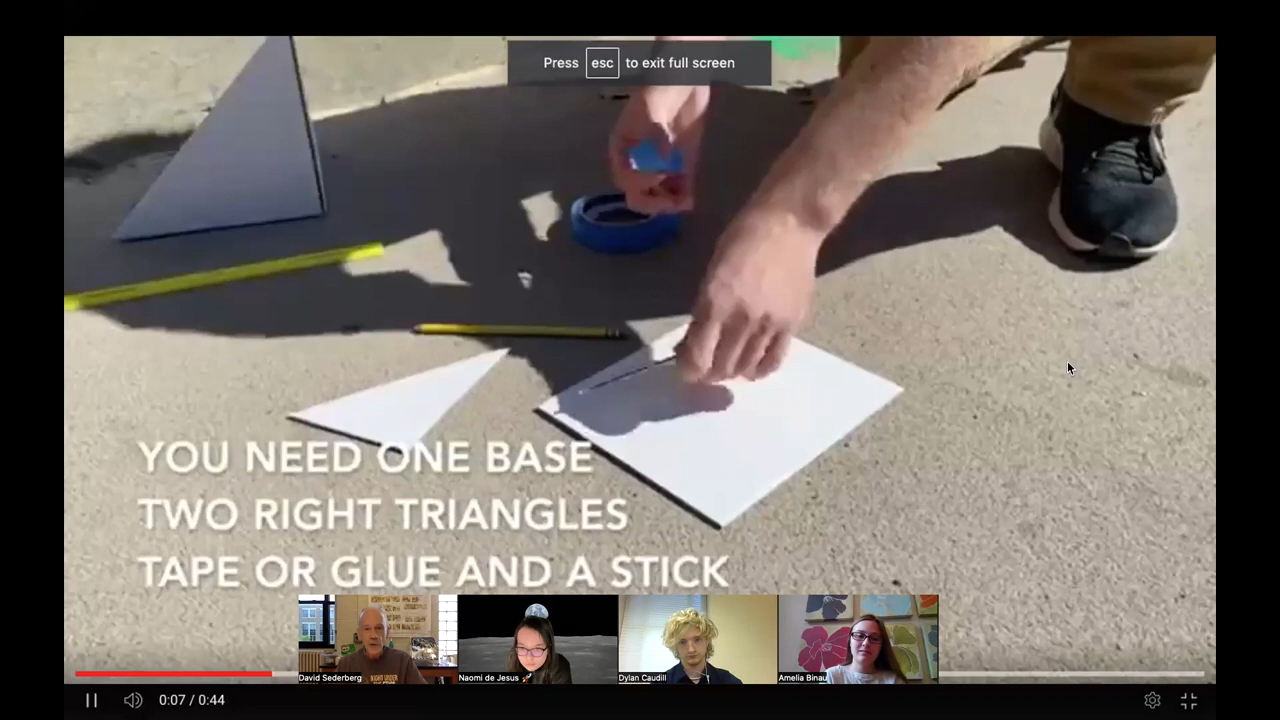 Press esc to exit full screen
YOU NEED ONE BASE
TWO RIGHT TRIANGLES
TAPE OR GLUE AND A STICK
David Sederberg
Naomi de Jesus
Dylan Caudill
Amelia Binau
0:07 / 0:44